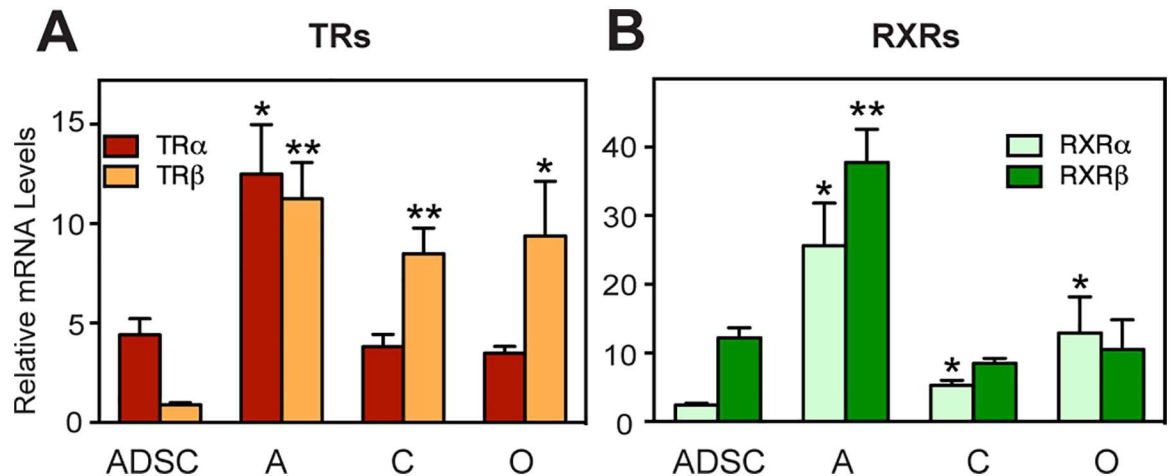 A TRs
B RXRs
Relative mRNA Levels
15
10
5
0
TRα
TRβ
*
**
**
*
ADSC A C O
40
30
20
10
0
RXRα
RXRβ
*
**
*
*
ADSC A C O